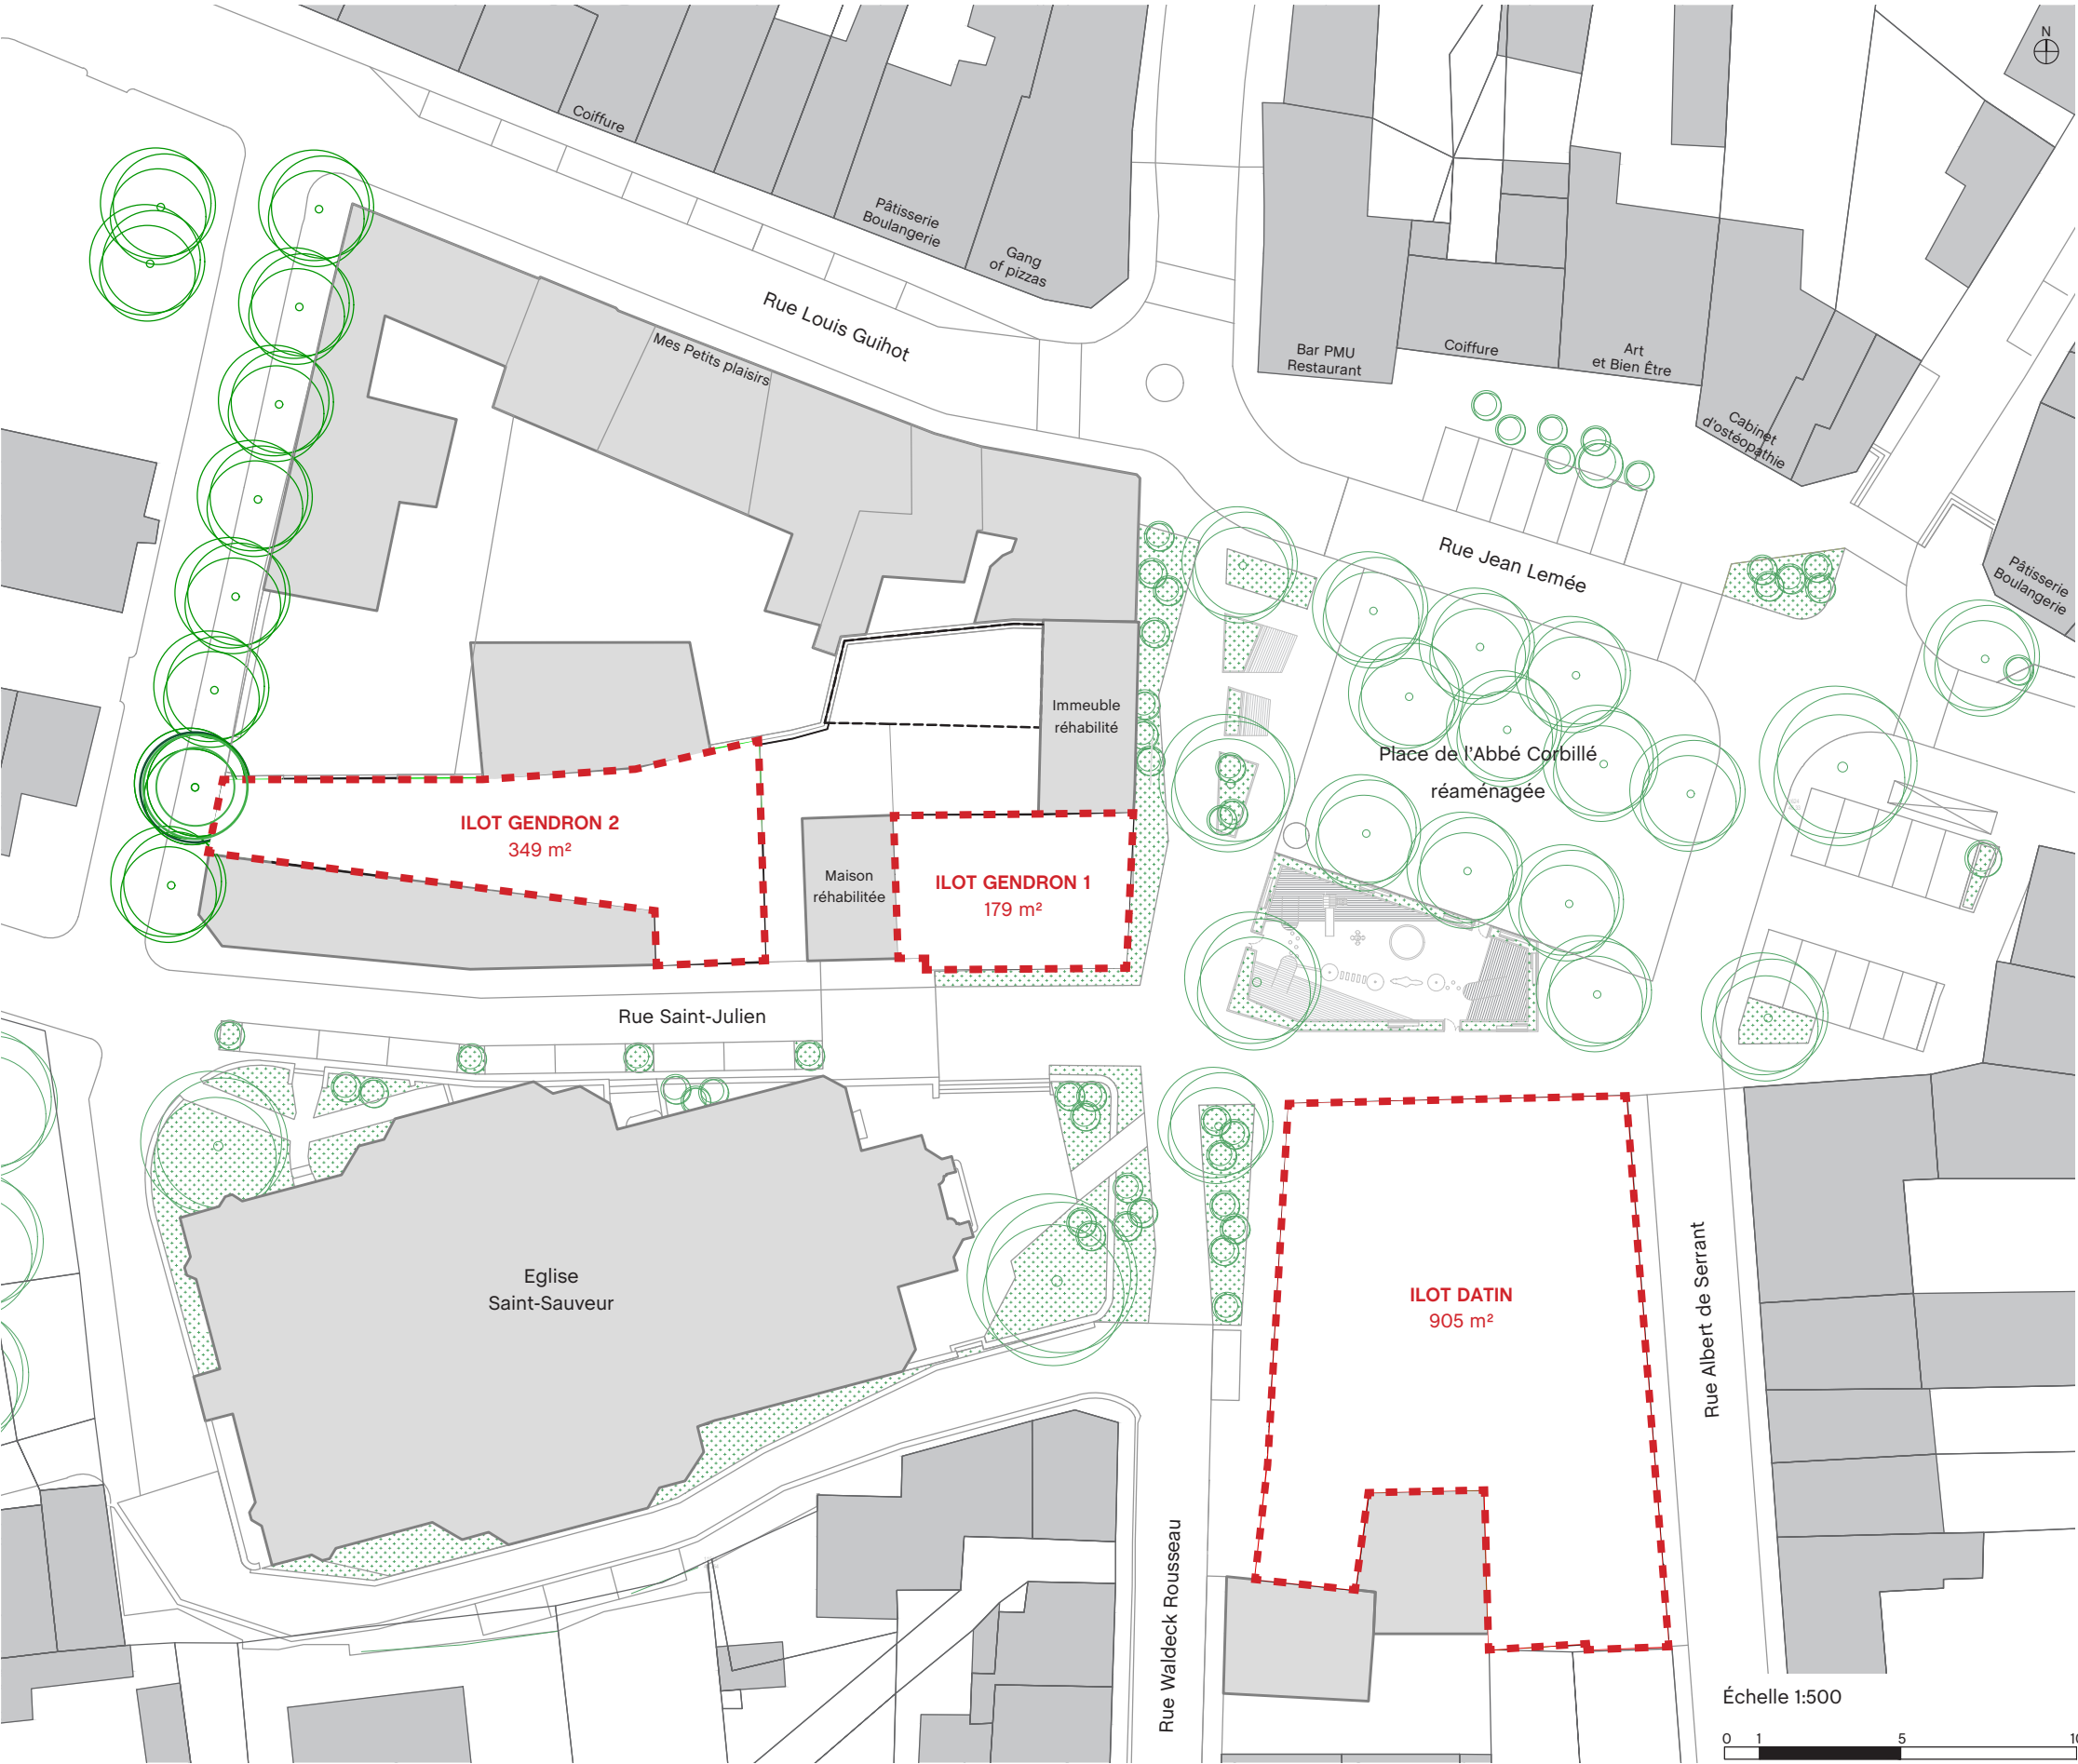 N
Coiffure
Pâtisserie
Boulangerie
Gang
of pizzas
Rue Louis Guihot
Mes Petits plaisirs
Bar PMU
Restaurant
Coiffure
Art
et Bien Être
Cabinet
d'ostéopathie
Rue Jean Lemée
Pâtisserie
Boulangerie
Immeuble
réhabilité
Place de l'Abbé Corbillé
réaménagée
ILOT GENDRON 2
349 m²
Maison
réhabilitée
ILOT GENDRON 1
179 m²
Rue Saint-Julien
Eglise
Saint-Sauveur
ILOT DATIN
905 m²
Rue Albert de Serrant
Rue Waldeck Rousseau
Échelle 1:500
0 1 5 10